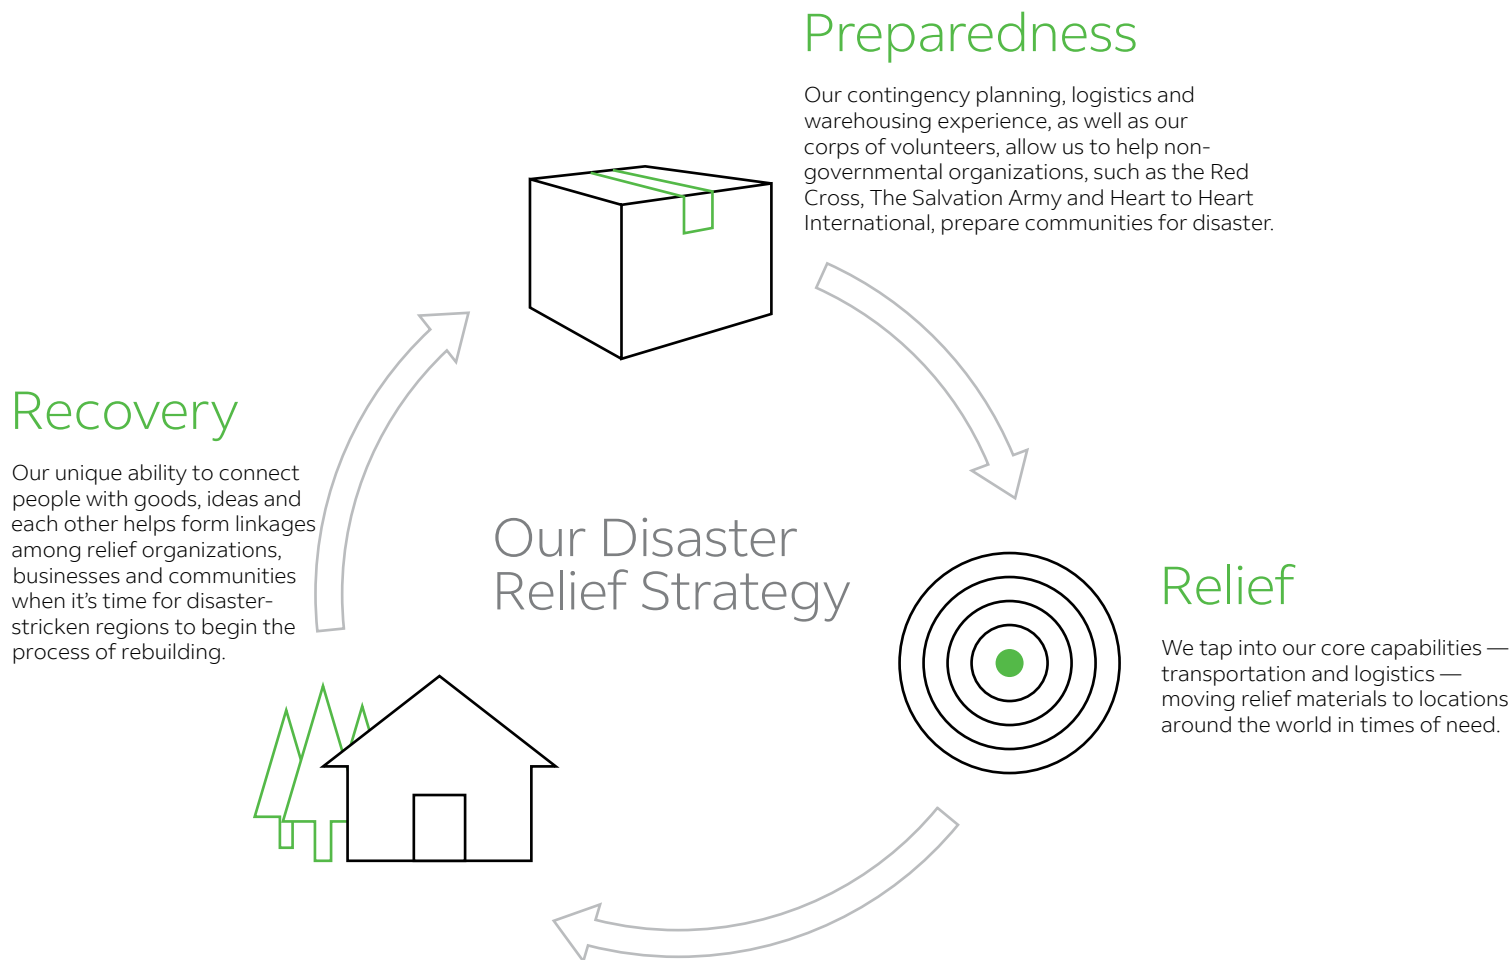 Preparedness
Our contingency planning, logistics and
warehousing experience, as well as our
corps of volunteers, allow us to help non-
governmental organizations, such as the Red
Cross, The Salvation Army and Heart to Heart
International, prepare communities for disaster.
Recovery
Our unique ability to connect
people with goods, ideas and
each other helps form linkages
among relief organizations,
businesses and communities
when it's time for disaster-
stricken regions to begin the
process of rebuilding.
Our Disaster
Relief Strategy
Relief
We tap into our core capabilities —
transportation and logistics —
moving relief materials to locations
around the world in times of need.